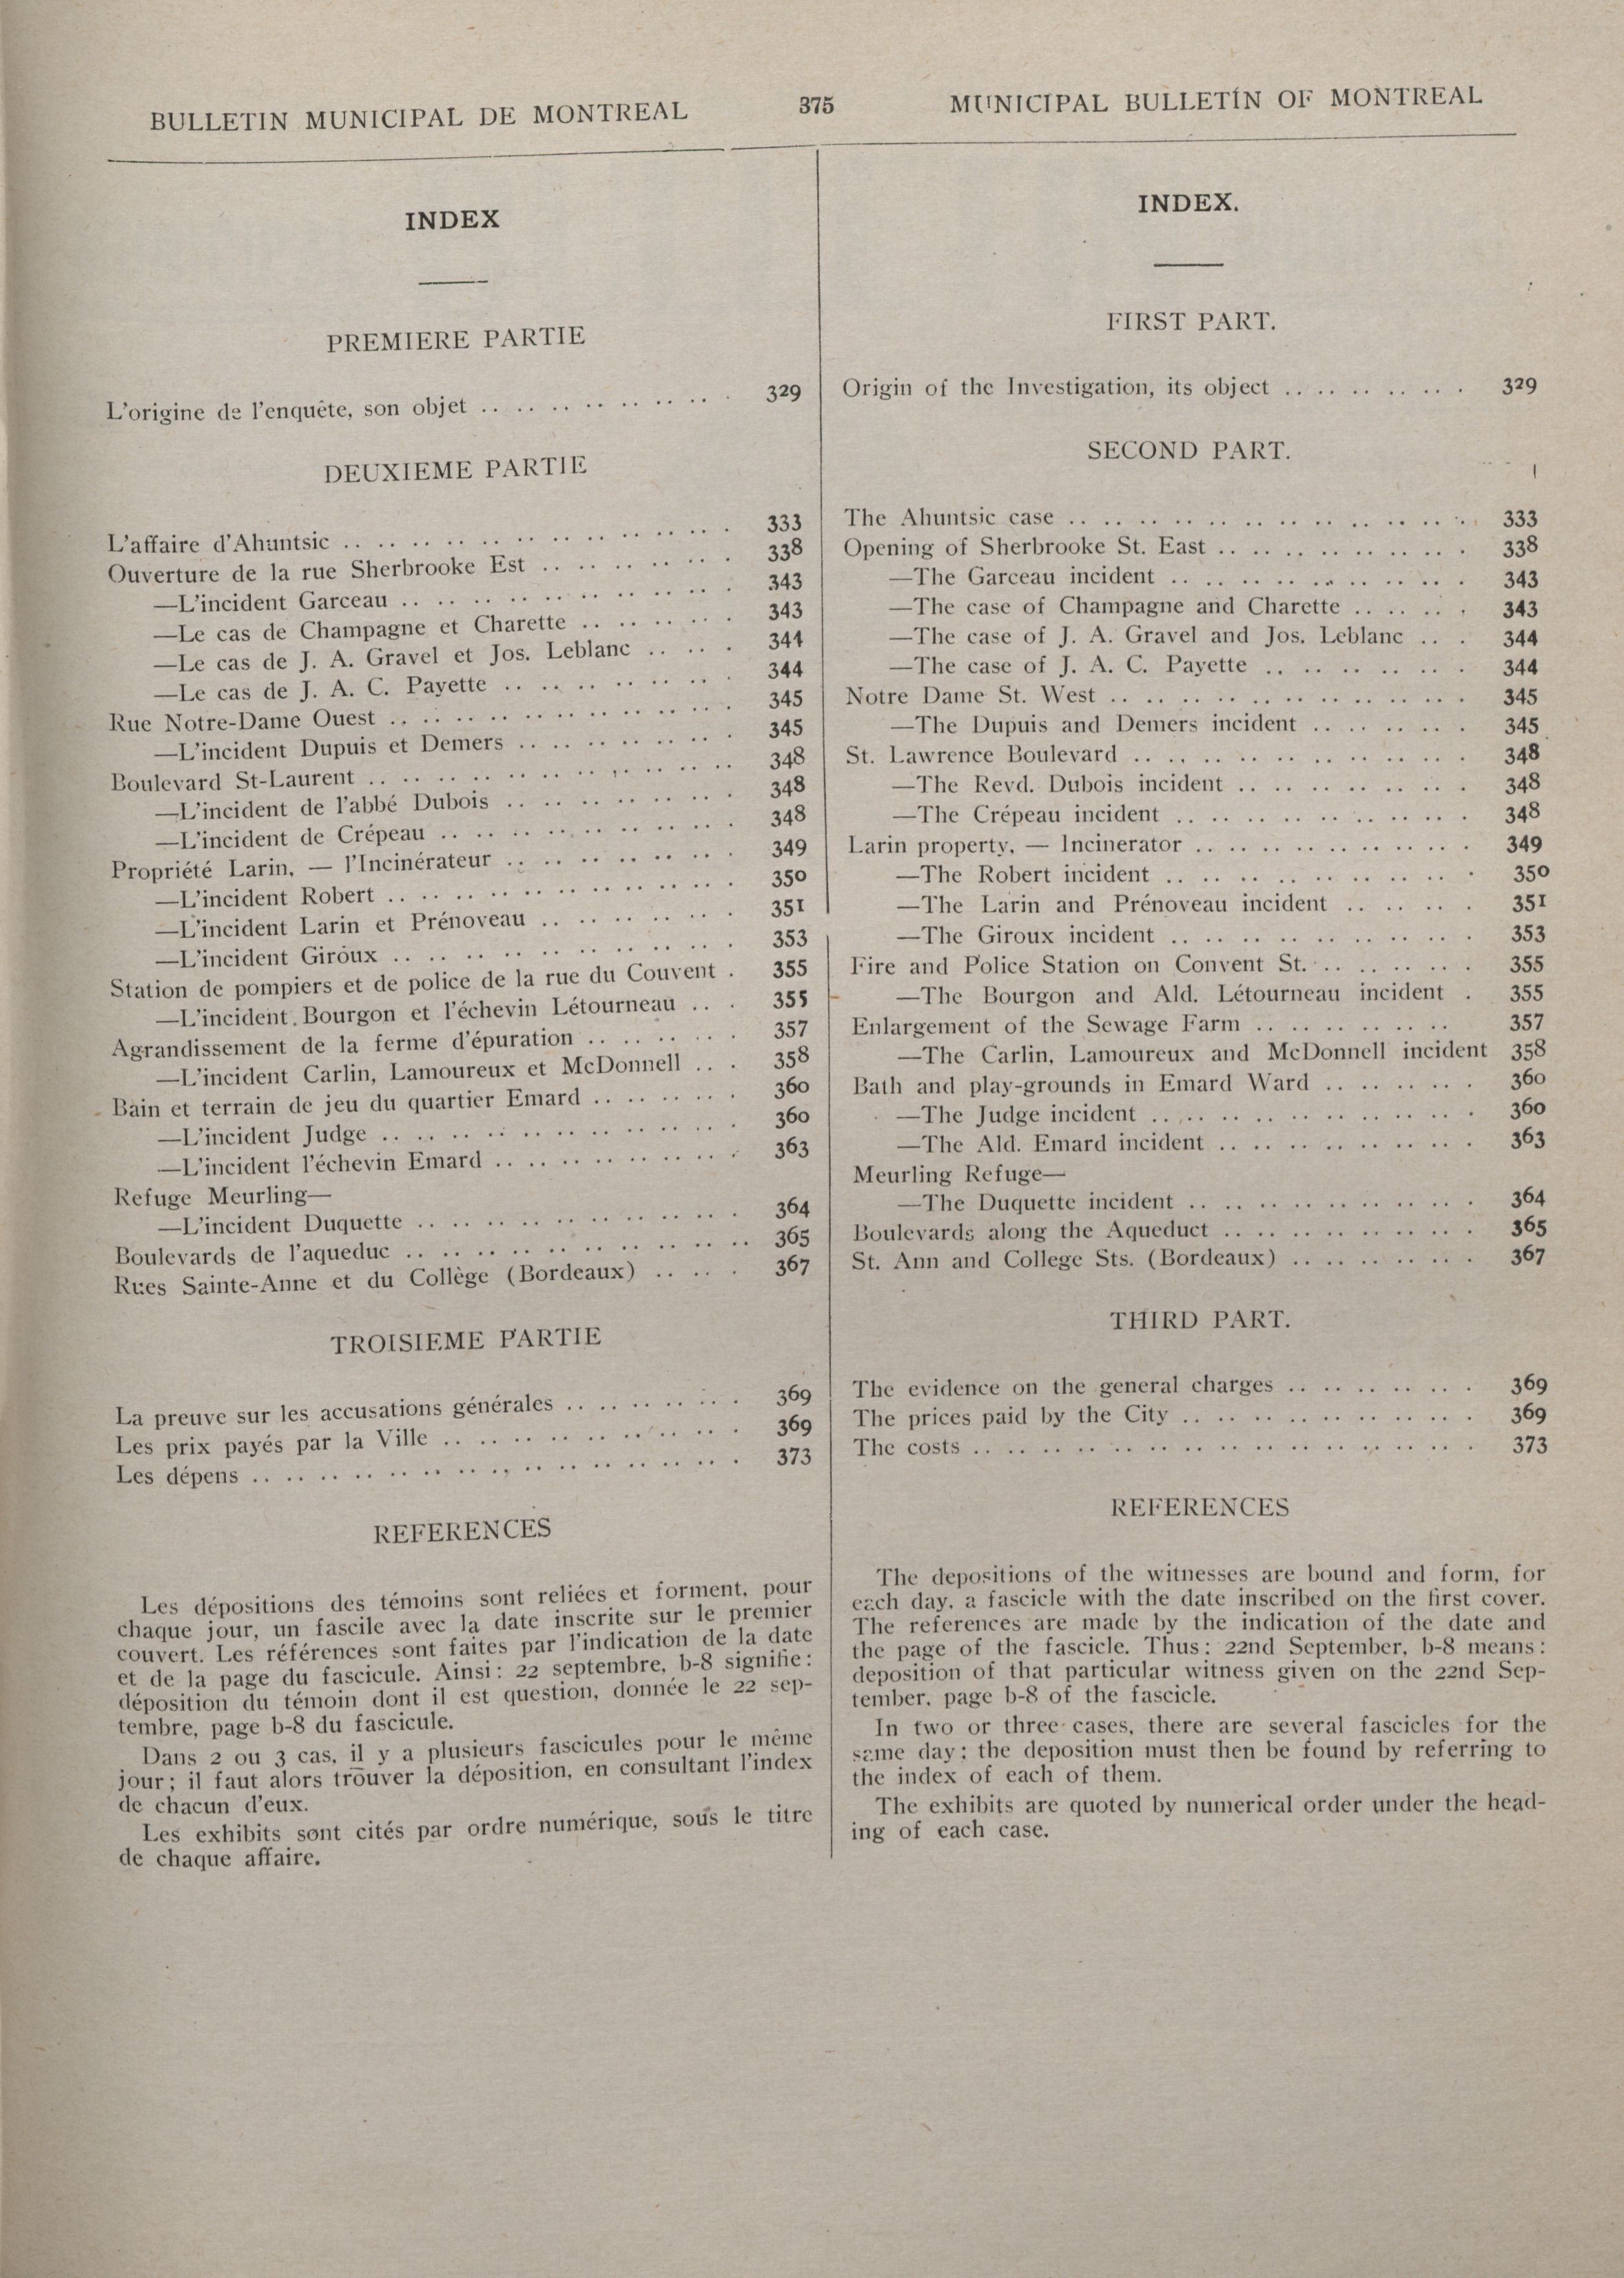 BULLETIN MUNICIPAL DE MONTREAL
375
MUNICIPAL BULLETIN OF MONTREAL
INDEX
PREMIERE PARTIE
L'origine de l'enquête, son objet .. .. .. .. .. .. .. . 329
DEUXIEME PARTIE
L'affaire d'Ahuntsic .. .. .. .. .. .. .. .. .. .. .. . 333
Ouverture de la rue Sherbrooke Est .. .. .. .. .. . 338
—L'incident Garceau .. .. .. .. .. .. .. .. .. . 343
—Le cas de Champagne et Charette .. .. .. .. . 343
—Le cas de J. A. Gravel et Jos. Leblanc .. .. . 344
—Le cas de J. A. C. Payette .. .. .. .. .. .. . 344
Rue Notre-Dame Ouest .. .. .. .. .. .. .. .. .. . 345
—L'incident Dupuis et Demers .. .. .. .. .. .. . 345
Boulevard St-Laurent .. .. .. .. .. .. .. .. .. .. .. 348
—L'incident de l'abbé Dubois .. .. .. .. .. .. . 348
—L'incident de Crépeau .. .. .. .. .. .. .. .. . 348
Propriété Larin, — l'Incinérateur .. .. .. .. .. .. . 349
—L'incident Robert .. .. .. .. .. .. .. .. .. . 350
—L'incident Larin et Prénoveau .. .. .. .. .. . 351
—L'incident Giroux .. .. .. .. .. .. .. .. .. . 353
Station de pompiers et de police de la rue du Couvent . 355
—L'incident Bourgon et l'échevin Létourneau .. . 355
Agrandissement de la ferme d'épuration .. .. .. .. . 357
—L'incident Carlin, Lamoureux et McDonnell .. . 358
Bain et terrain de jeu du quartier Emard .. .. .. .. . 360
—L'incident Judge .. .. .. .. .. .. .. .. .. .. . 360
—L'incident l'échevin Emard .. .. .. .. .. .. .. . 363
Refuge Meurling—
—L'incident Duquette .. .. .. .. .. .. .. .. .. . 364
Boulevards de l'aqueduc .. .. .. .. .. .. .. .. .. .. 365
Rues Sainte-Anne et du Collège (Bordeaux) .. .. . 367
TROISIEME PARTIE
La preuve sur les accusations générales .. .. .. .. .. . 369
Les prix payés par la Ville .. .. .. .. .. .. .. .. . 369
Les dépens .. .. .. .. .. .. .. .. .. .. .. .. .. .. . 373
REFERENCES
Les dépositions des témoins sont reliées et forment, pour
chaque jour, un fascile avec la date inscrite sur le premier
couvert. Les références sont faites par l'indication de la date
et de la page du fascicule. Ainsi: 22 septembre, b-8 signifie:
déposition du témoin dont il est question, donnée le 22 sep-
tembre, page b-8 du fascicule.
Dans 2 ou 3 cas, il y a plusieurs fascicules pour le même
jour; il faut alors trouver la déposition, en consultant l'index
de chacun d'eux.
Les exhibits sont cités par ordre numérique, sous le titre
de chaque affaire.
INDEX.
FIRST PART.
Origin of the Investigation, its object .. .. .. .. .. . 329
SECOND PART.
The Ahuntsic case .. .. .. .. .. .. .. .. .. .. .. . 333
Opening of Sherbrooke St. East .. .. .. .. .. .. .. . 338
—The Garceau incident .. .. .. .. .. .. .. .. . 343
—The case of Champagne and Charette .. .. .. . 343
—The case of J. A. Gravel and Jos. Leblanc .. . 344
—The case of J. A. C. Payette .. .. .. .. .. . 344
Notre Dame St. West .. .. .. .. .. .. .. .. .. .. . 345
—The Dupuis and Demers incident .. .. .. .. . 345
St. Lawrence Boulevard .. .. .. .. .. .. .. .. .. . 348
—The Revd. Dubois incident .. .. .. .. .. .. . 348
—The Crépeau incident .. .. .. .. .. .. .. .. . 348
Larin property, — Incinerator .. .. .. .. .. .. .. . 349
—The Robert incident .. .. .. .. .. .. .. .. . 350
—The Larin and Prénoveau incident .. .. .. . 351
—The Giroux incident .. .. .. .. .. .. .. .. . 353
Fire and Police Station on Convent St. .. .. .. .. . 355
—The Bourgon and Ald. Létourneau incident . 355
Enlargement of the Sewage Farm .. .. .. .. .. .. 357
—The Carlin, Lamoureux and McDonnell incident 358
Bath and play-grounds in Emard Ward .. .. .. .. . 360
—The Judge incident .. .. .. .. .. .. .. .. .. . 360
—The Ald. Emard incident .. .. .. .. .. .. .. . 363
Meurling Refuge—
—The Duquette incident .. .. .. .. .. .. .. .. . 364
Boulevards along the Aqueduct .. .. .. .. .. .. .. . 365
St. Ann and College Sts. (Bordeaux) .. .. .. .. .. . 367
THIRD PART.
The evidence on the general charges .. .. .. .. .. . 369
The prices paid by the City .. .. .. .. .. .. .. .. . 369
The costs .. .. .. .. .. .. .. .. .. .. .. .. .. .. . 373
REFERENCES
The depositions of the witnesses are bound and form, for
each day, a fascicle with the date inscribed on the first cover.
The references are made by the indication of the date and
the page of the fascicle. Thus: 22nd September, b-8 means:
deposition of that particular witness given on the 22nd Sep-
tember, page b-8 of the fascicle.
In two or three cases, there are several fascicles for the
same day; the deposition must then be found by referring to
the index of each of them.
The exhibits are quoted by numerical order under the head-
ing of each case.